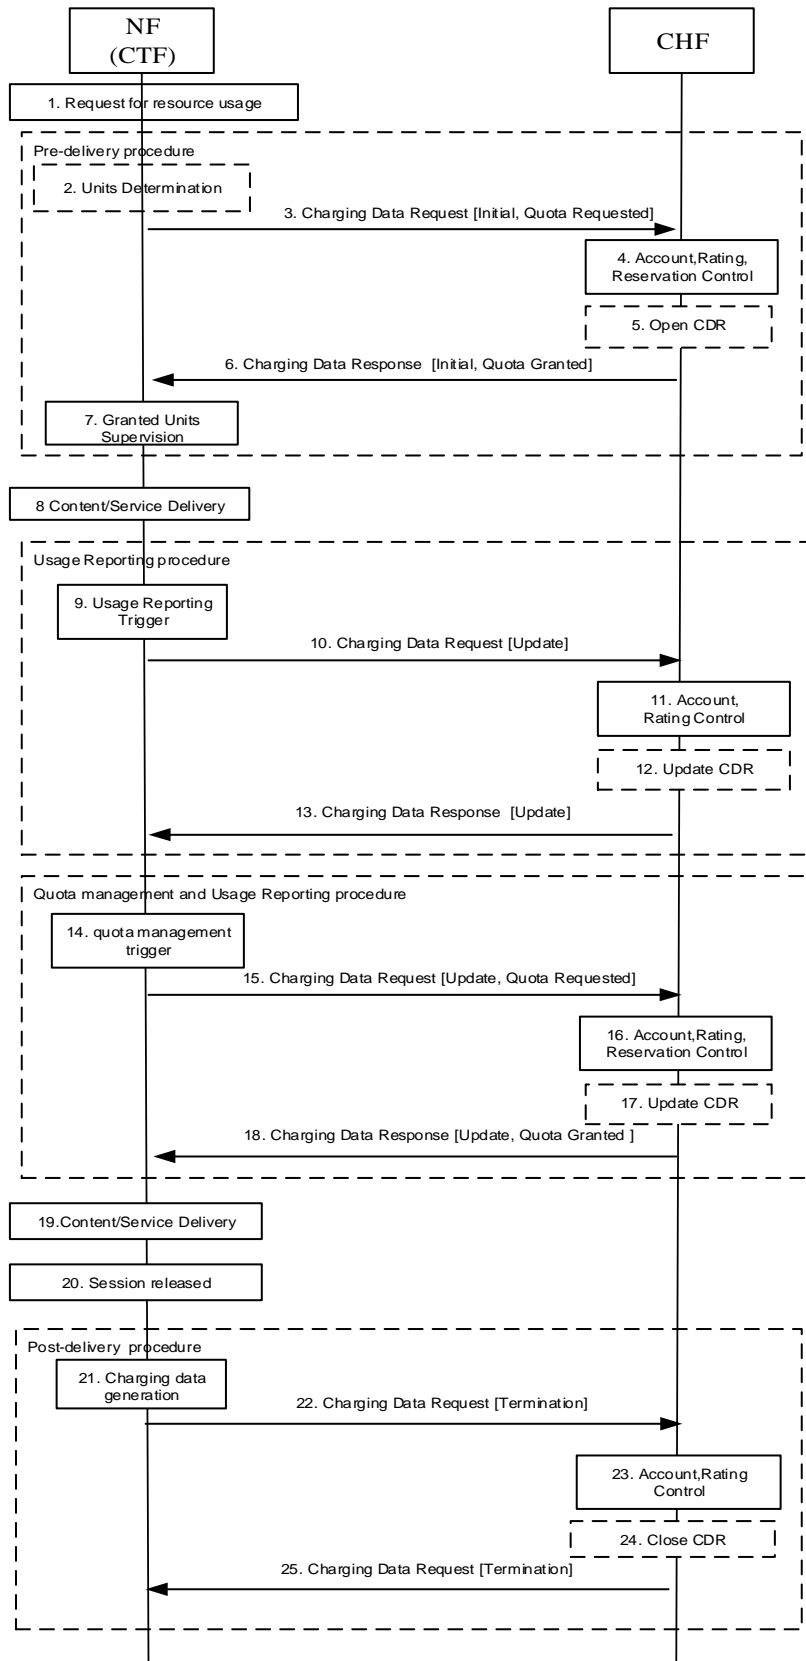 NF
(CTF)
CHF
1. Request for resource usage
Pre-delivery procedure
2. Units Determination
3. Charging Data Request [Initial, Quota Requested]
4. Account,Rating,
Reservation Control
5. Open CDR
6. Charging Data Response [Initial, Quota Granted]
7. Granted Units
Supervision
8 Content/Service Delivery
Usage Reporting procedure
9. Usage Reporting
Trigger
10. Charging Data Request [Update]
11. Account,
Rating Control
12. Update CDR
13. Charging Data Response [Update]
Quota management and Usage Reporting procedure
14. quota management
trigger
15. Charging Data Request [Update, Quota Requested]
16. Account,Rating,
Reservation Control
17. Update CDR
18. Charging Data Response [Update, Quota Granted ]
19.Content/Service Delivery
20. Session released
Post-delivery procedure
21. Charging data
generation
22. Charging Data Request [Termination]
23. Account,Rating
Control
24. Close CDR
25. Charging Data Request [Termination]